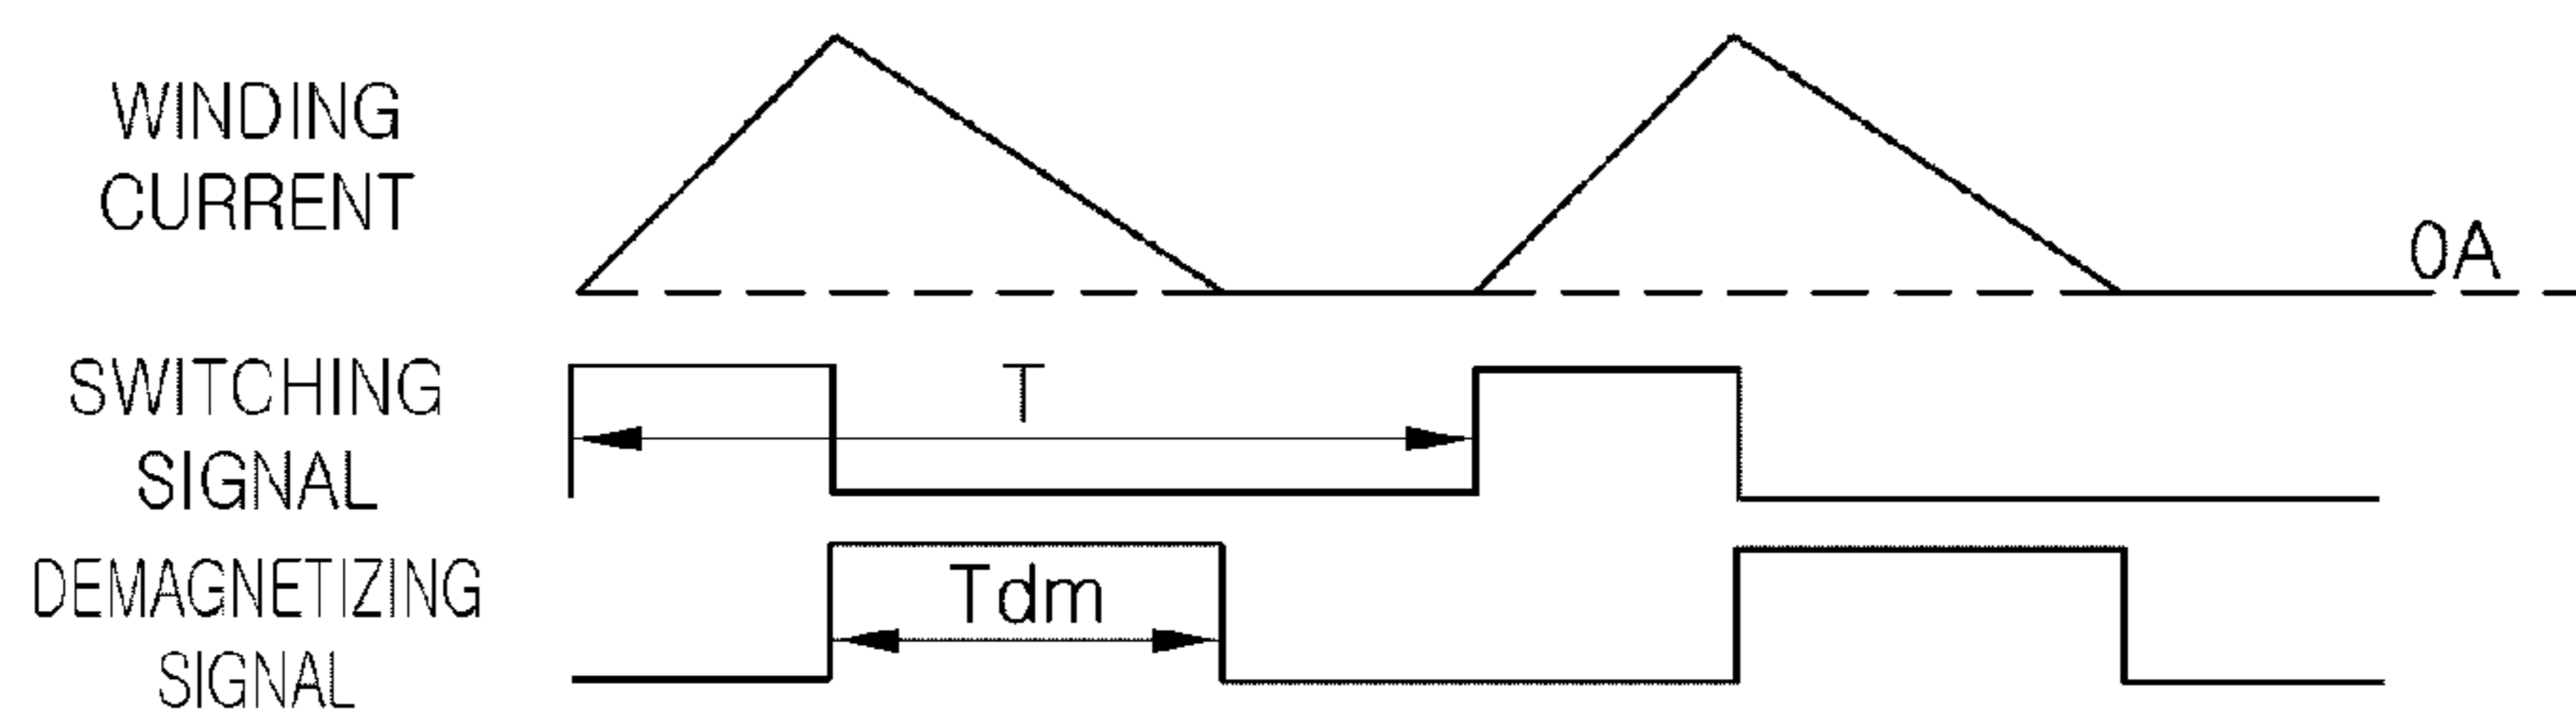 WINDING
CURRENT
0A
SWITCHING
SIGNAL
T
DEMAGNETIZING
SIGNAL
Tdm